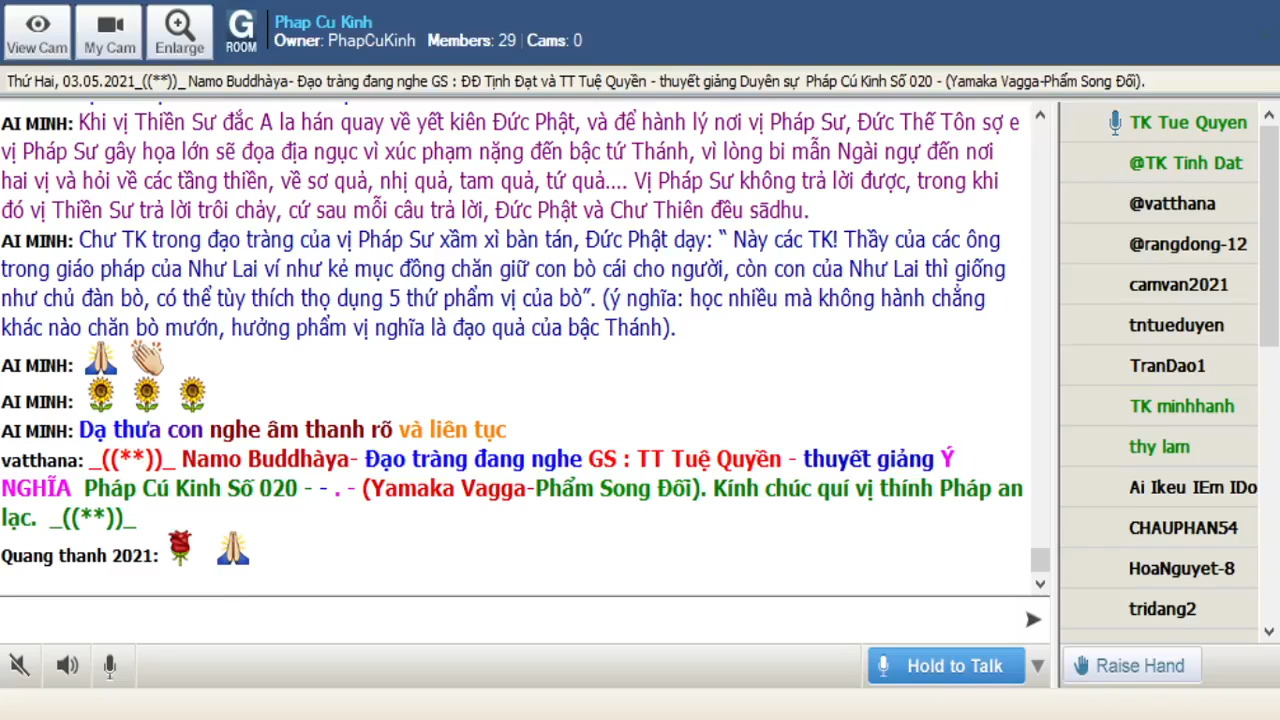 View Cam
My Cam
Enlarge
G
ROOM
Phap Cu Kinh
Owner: PhapCuKinh Members: 29 | Cams: 0
Thứ Hai, 03.05.2021_((**))_ Namo Buddhàya- Đạo tràng đang nghe GS : ĐĐ Tịnh Đạt và TT Tuệ Quyền - thuyết giảng Duyên sự Pháp Cú Kinh Số 020 - (Yamaka Vagga-Phẩm Song Đối).
AI MINH: Khi vị Thiền Sư đắc A la hán quay về yết kiên Đức Phật, và để hành lý nơi vị Pháp Sư, Đức Thế Tôn sợ e
vị Pháp Sư gây họa lớn sẽ đọa địa ngục vì xúc phạm nặng đến bậc tứ Thánh, vì lòng bi mẫn Ngài ngự đến nơi
hai vị và hỏi về các tầng thiền, về sơ quả, nhị quả, tam quả, tứ quả.... Vị Pháp Sư không trả lời được, trong khi
đó vị Thiền Sư trả lời trôi chảy, cứ sau mỗi câu trả lời, Đức Phật và Chư Thiên đều sādhu.
AI MINH: Chư TK trong đạo tràng của vị Pháp Sư xầm xì bàn tán, Đức Phật dạy: “ Này các TK! Thầy của các ông
trong giáo pháp của Như Lai ví như kẻ mục đồng chăn giữ con bò cái cho người, còn con của Như Lai thì giống
như chủ đàn bò, có thể tùy thích thọ dụng 5 thứ phẩm vị của bò”. (ý nghĩa: học nhiều mà không hành chẳng
khác nào chăn bò mướn, hưởng phẩm vị nghĩa là đạo quả của bậc Thánh).
AI MINH:
AI MINH:
AI MINH: Dạ thưa con nghe âm thanh rõ và liên tục
vatthana: _((**))_ Namo Buddhàya- Đạo tràng đang nghe GS : TT Tuệ Quyền - thuyết giảng Ý
NGHĨA Pháp Cú Kinh Số 020 - - . - (Yamaka Vagga-Phẩm Song Đối). Kính chúc quí vị thính Pháp an
lạc. _((**))_
Quang thanh 2021:
TK Tue Quyen
@TK Tinh Dat
@vatthana
@rangdong-12
camvan2021
tntueduyen
TranDao1
TK minhhanh
thy lam
Ai Ikeu IEm IDo
CHAUPHAN54
HoaNguyet-8
tridang2
Hold to Talk
Raise Hand